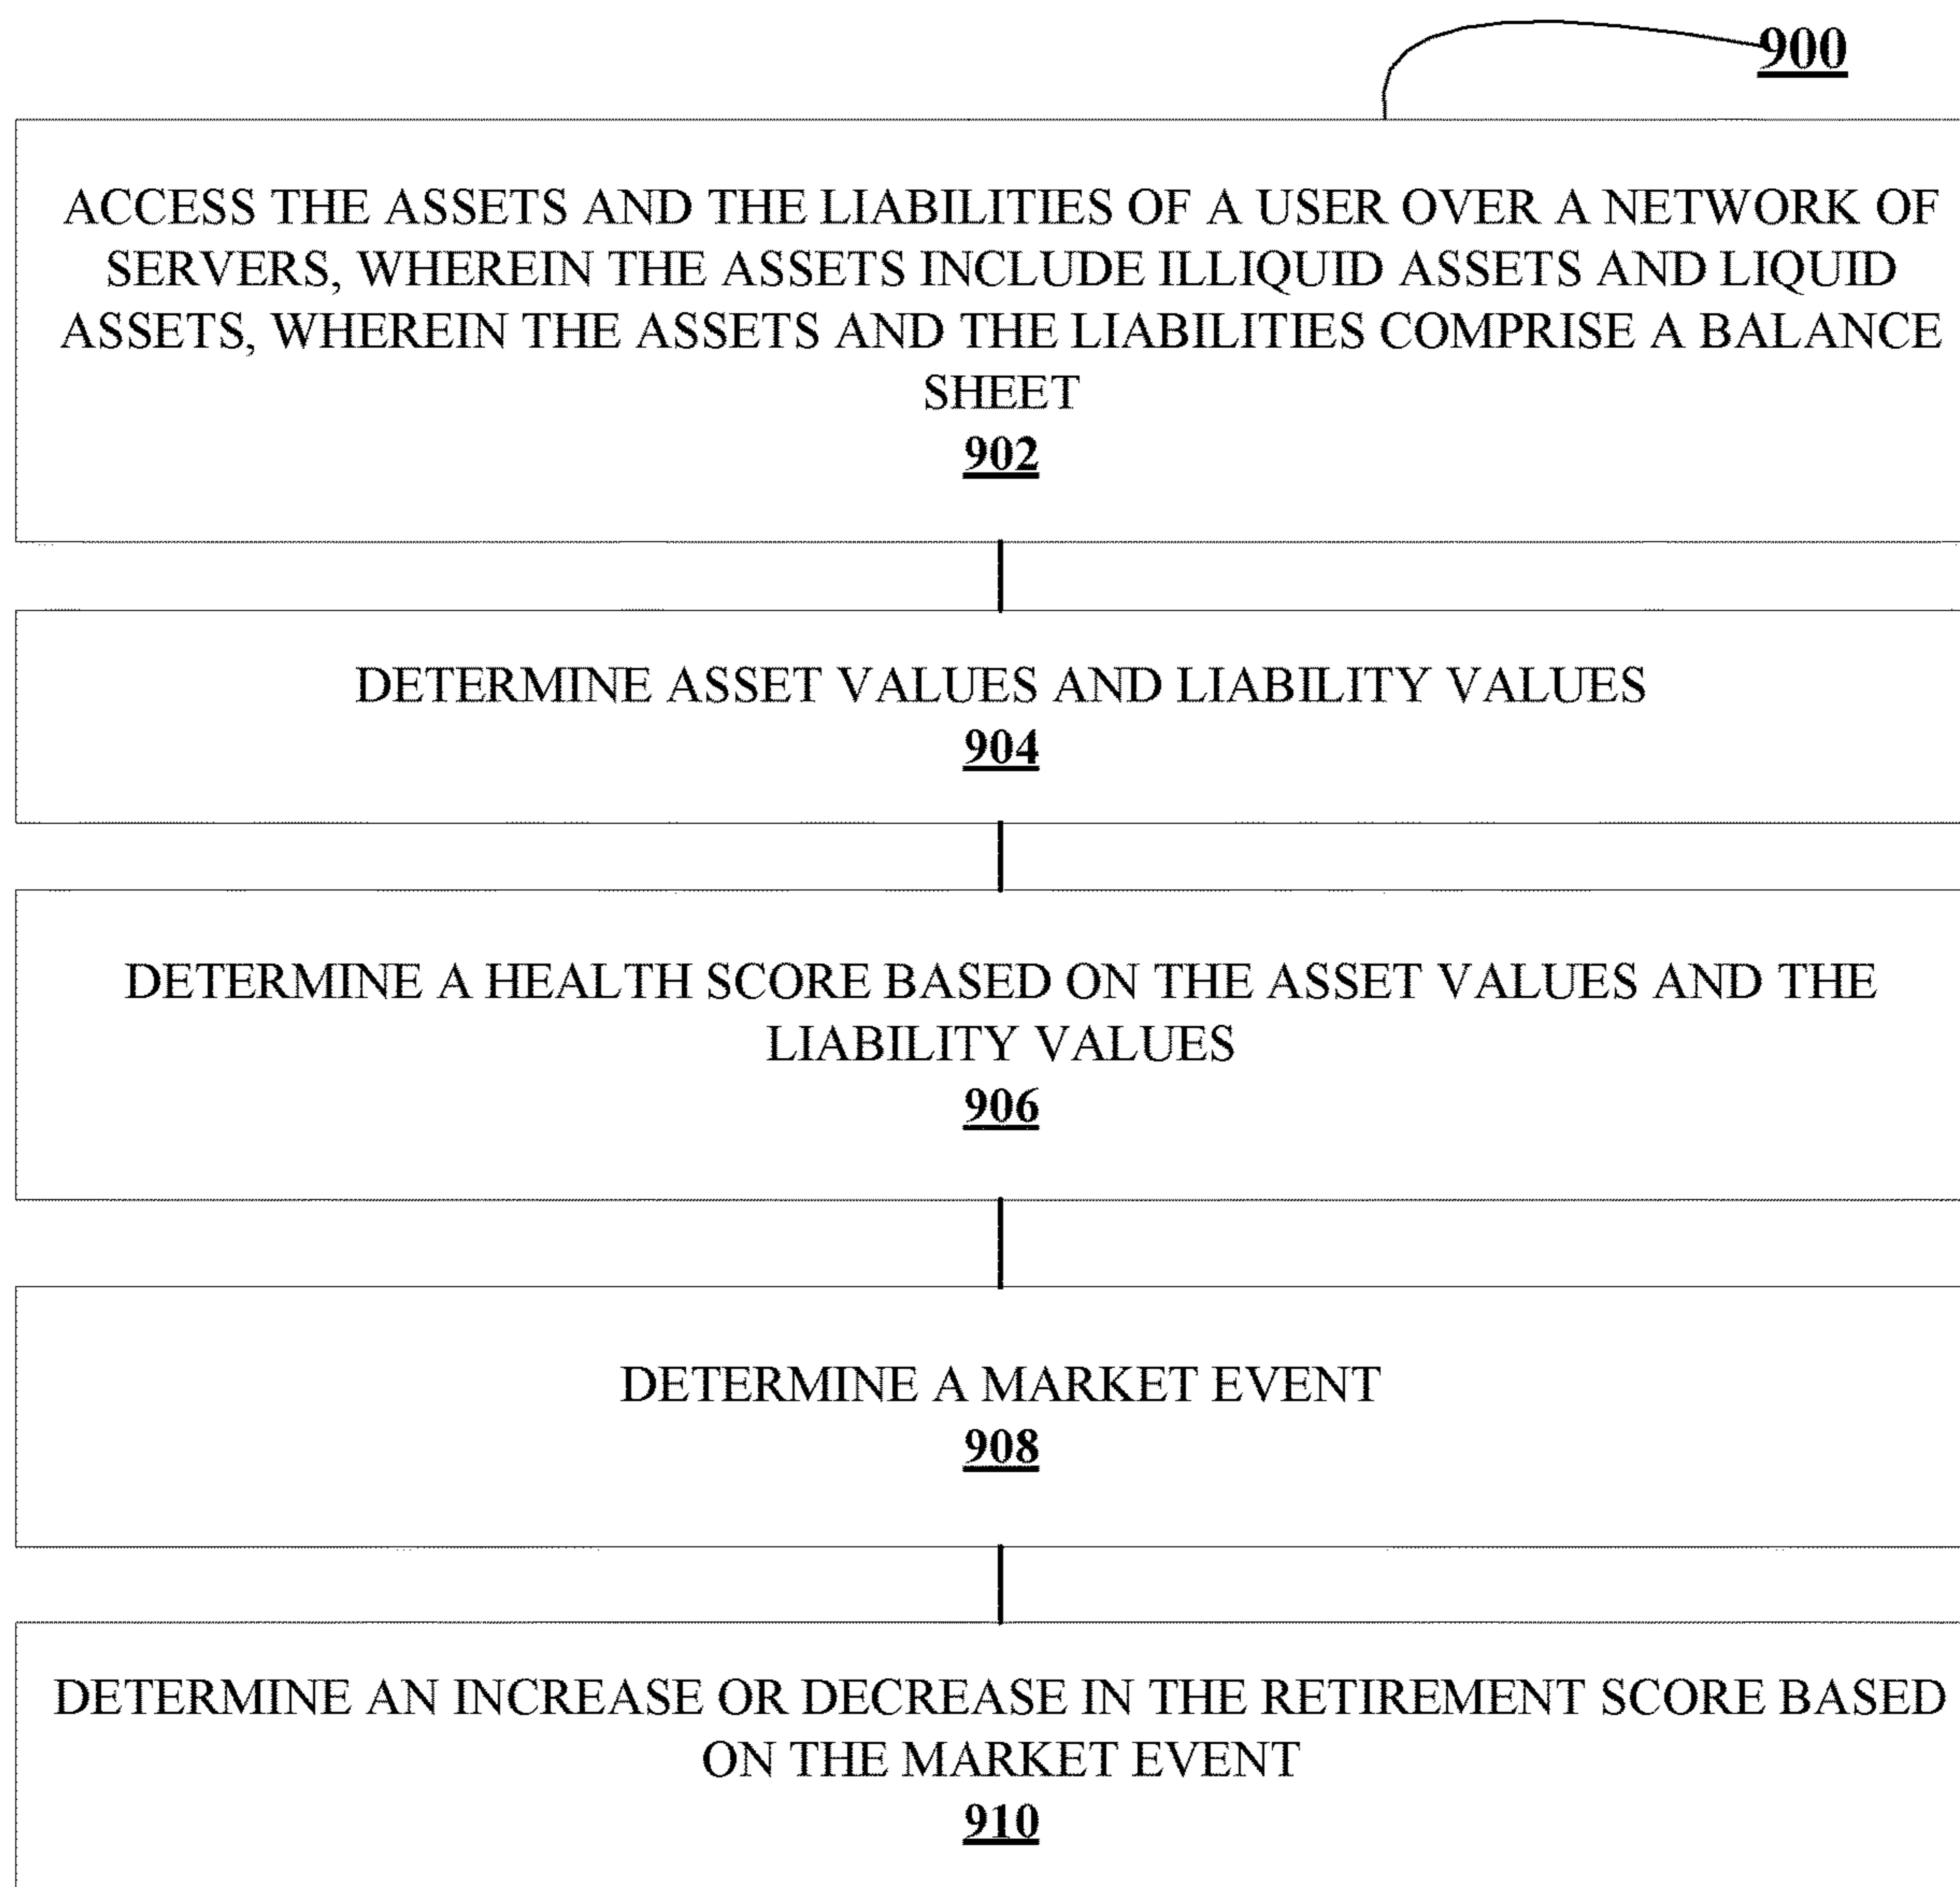 900
ACCESS THE ASSETS AND THE LIABILITIES OF A USER OVER A NETWORK OF
SERVERS, WHEREIN THE ASSETS INCLUDE ILLIQUID ASSETS AND LIQUID
ASSETS, WHEREIN THE ASSETS AND THE LIABILITIES COMPRISE A BALANCE
SHEET
902
DETERMINE ASSET VALUES AND LIABILITY VALUES
904
DETERMINE A HEALTH SCORE BASED ON THE ASSET VALUES AND THE
LIABILITY VALUES
906
DETERMINE A MARKET EVENT
908
DETERMINE AN INCREASE OR DECREASE IN THE RETIREMENT SCORE BASED
ON THE MARKET EVENT
910